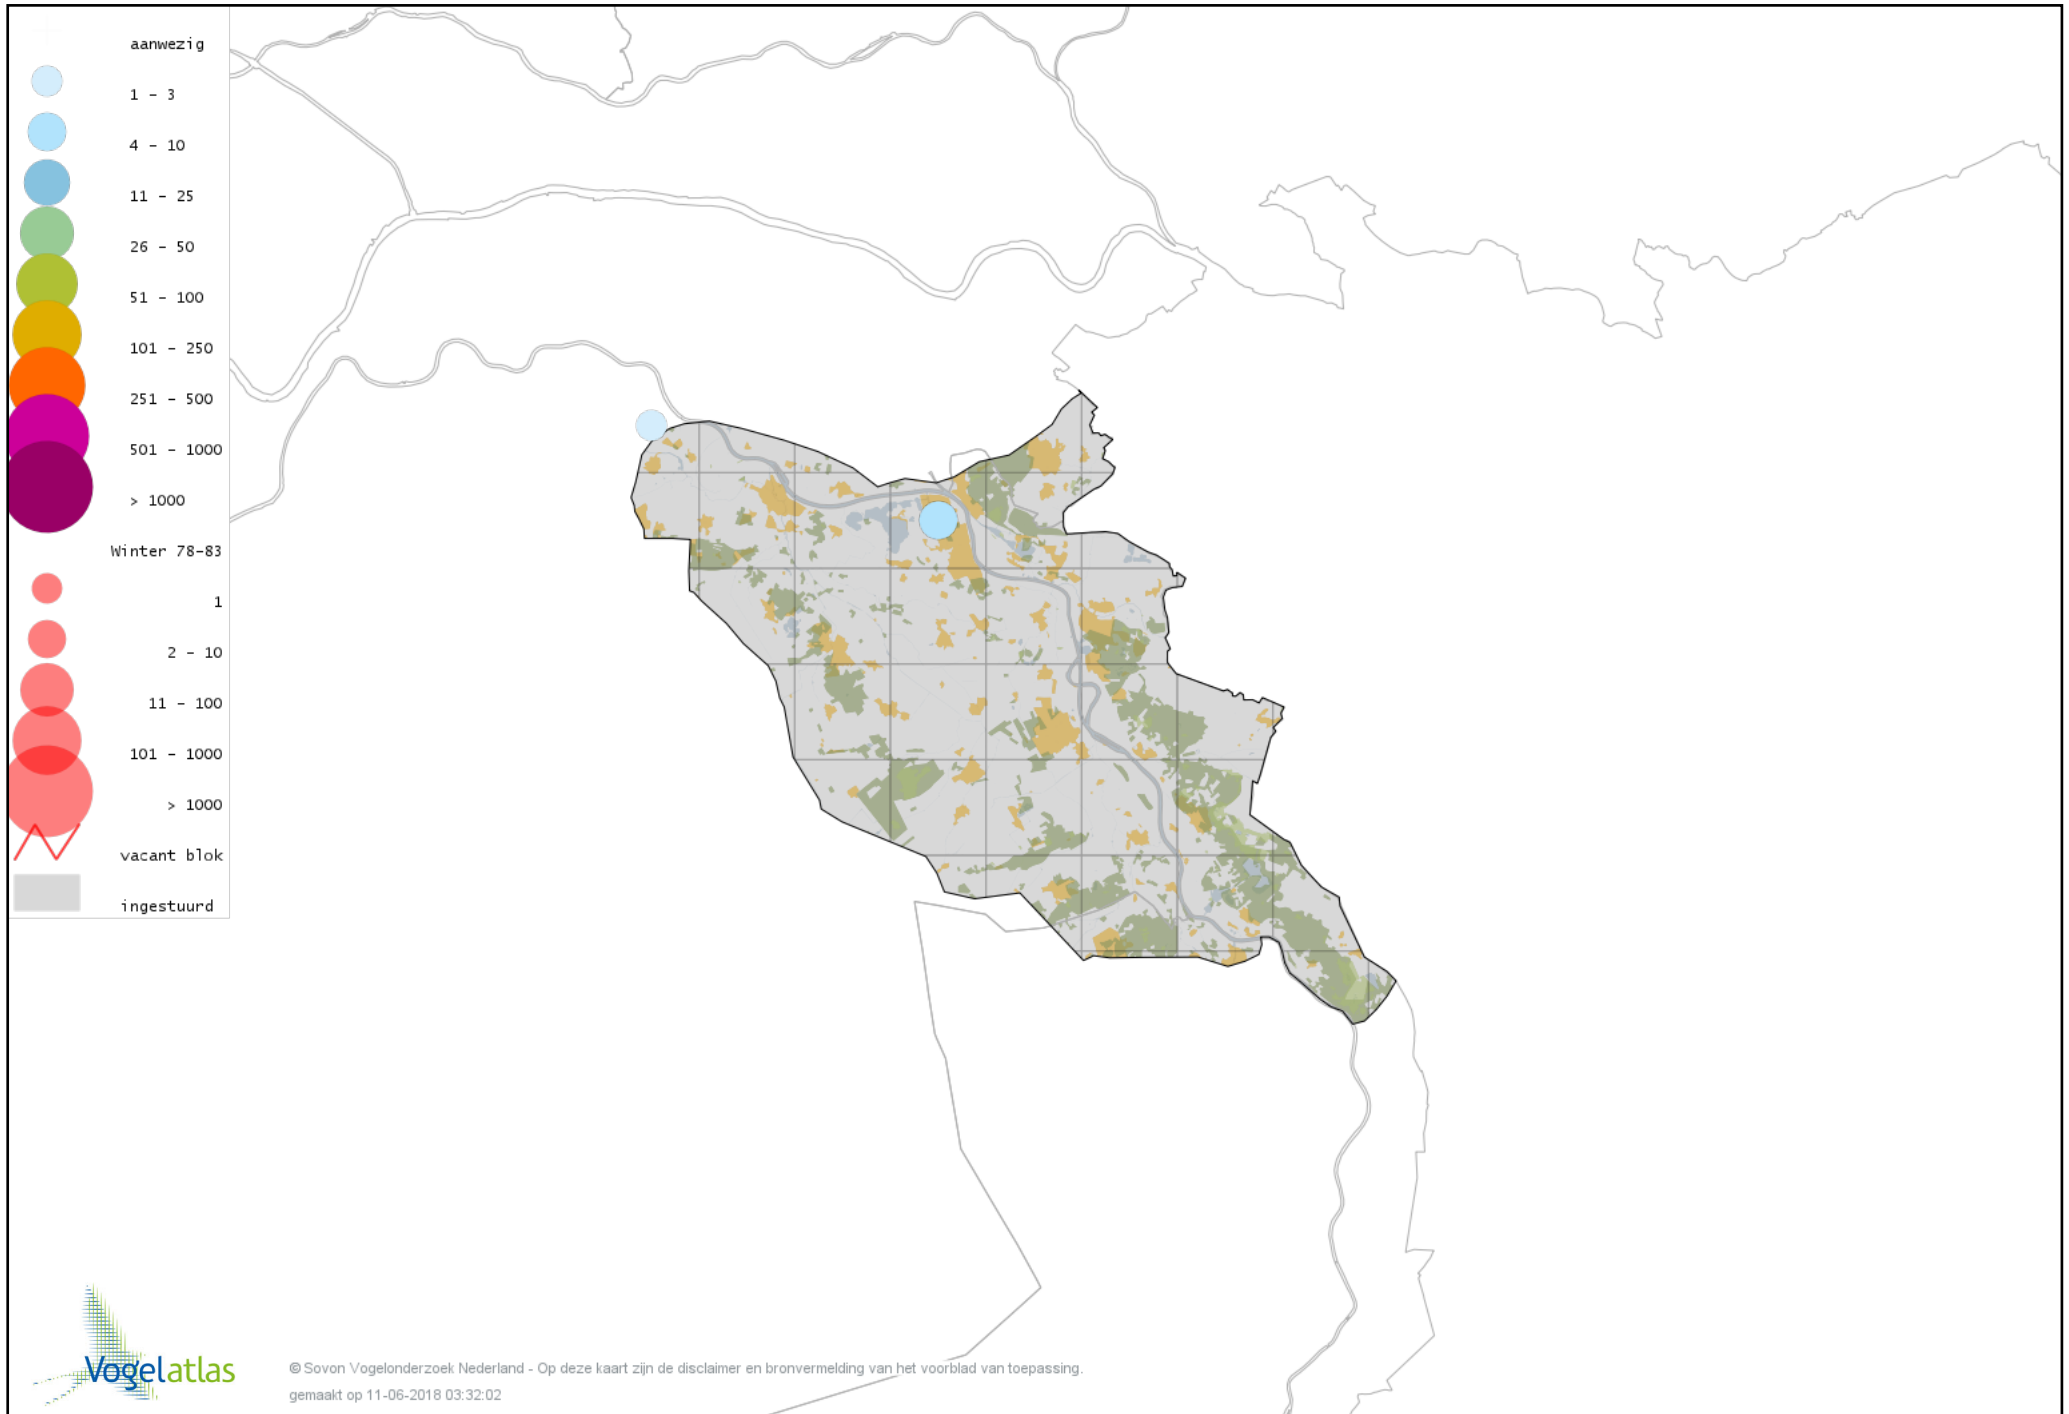 aanwezig
1 - 3
4 - 10
11 - 25
26 - 50
51 - 100
101 - 250
251 - 500
501 - 1000
> 1000
Winter 78-83
1
2 - 10
11 - 100
101 - 1000
> 1000
vacant blok
ingestuurd
Vogelatlas
© Sovon Vogelonderzoek Nederland - Op deze kaart zijn de disclaimer en bronvermelding van het voorblad van toepassing.
gemaakt op 11-06-2018 03:32:02